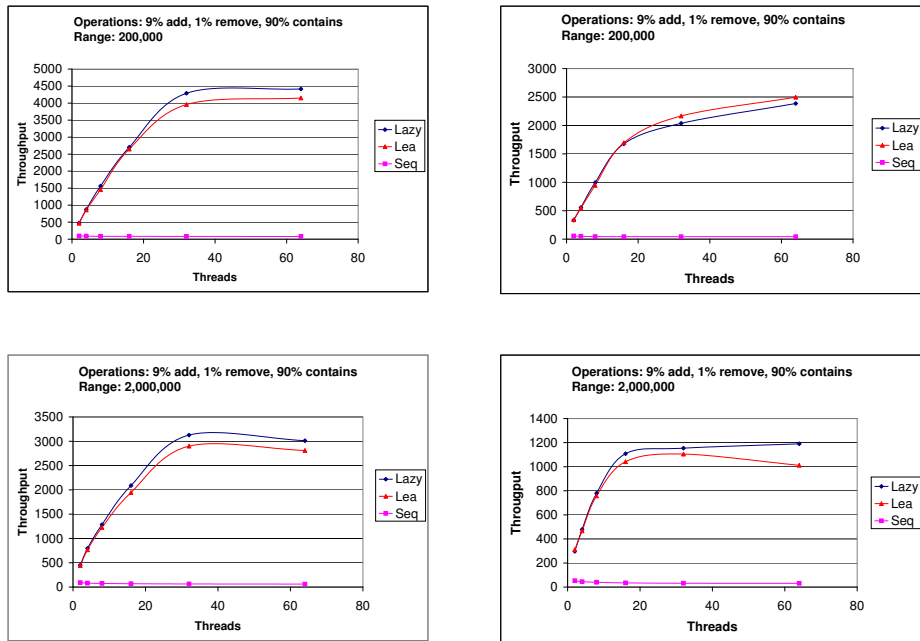 Operations: 9% add, 1% remove, 90% contains
Range: 200,000
5000
4500
4000
3500
3000
2500
2000
1500
1000
500
0
0
20
40
60
80
Throughput
Threads
Lazy
Lea
Seq
Operations: 9% add, 1% remove, 90% contains
Range: 200,000
3000
2500
2000
1500
1000
500
0
0
20
40
60
80
Througput
Threads
Lazy
Lea
Seq
Operations: 9% add, 1% remove, 90% contains
Range: 2,000,000
3500
3000
2500
2000
1500
1000
500
0
0
20
40
60
80
Throughput
Threads
Lazy
Lea
Seq
Operations: 9% add, 1% remove, 90% contains
Range: 2,000,000
1400
1200
1000
800
600
400
200
0
0
20
40
60
80
Througput
Threads
Lazy
Lea
Seq